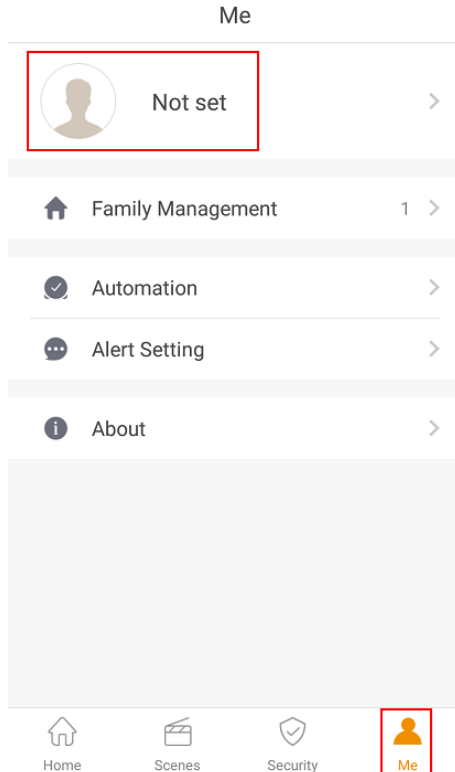 Me
Not set
Family Management 1
Automation
Alert Setting
About
Home Scenes Security Me